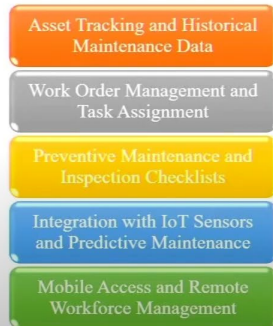 Asset Tracking and Historical
Maintenance Data
Work Order Management and
Task Assignment
Preventive Maintenance and
Inspection Checklists
Integration with IoT Sensors
and Predictive Maintenance
Mobile Access and Remote
Workforce Management